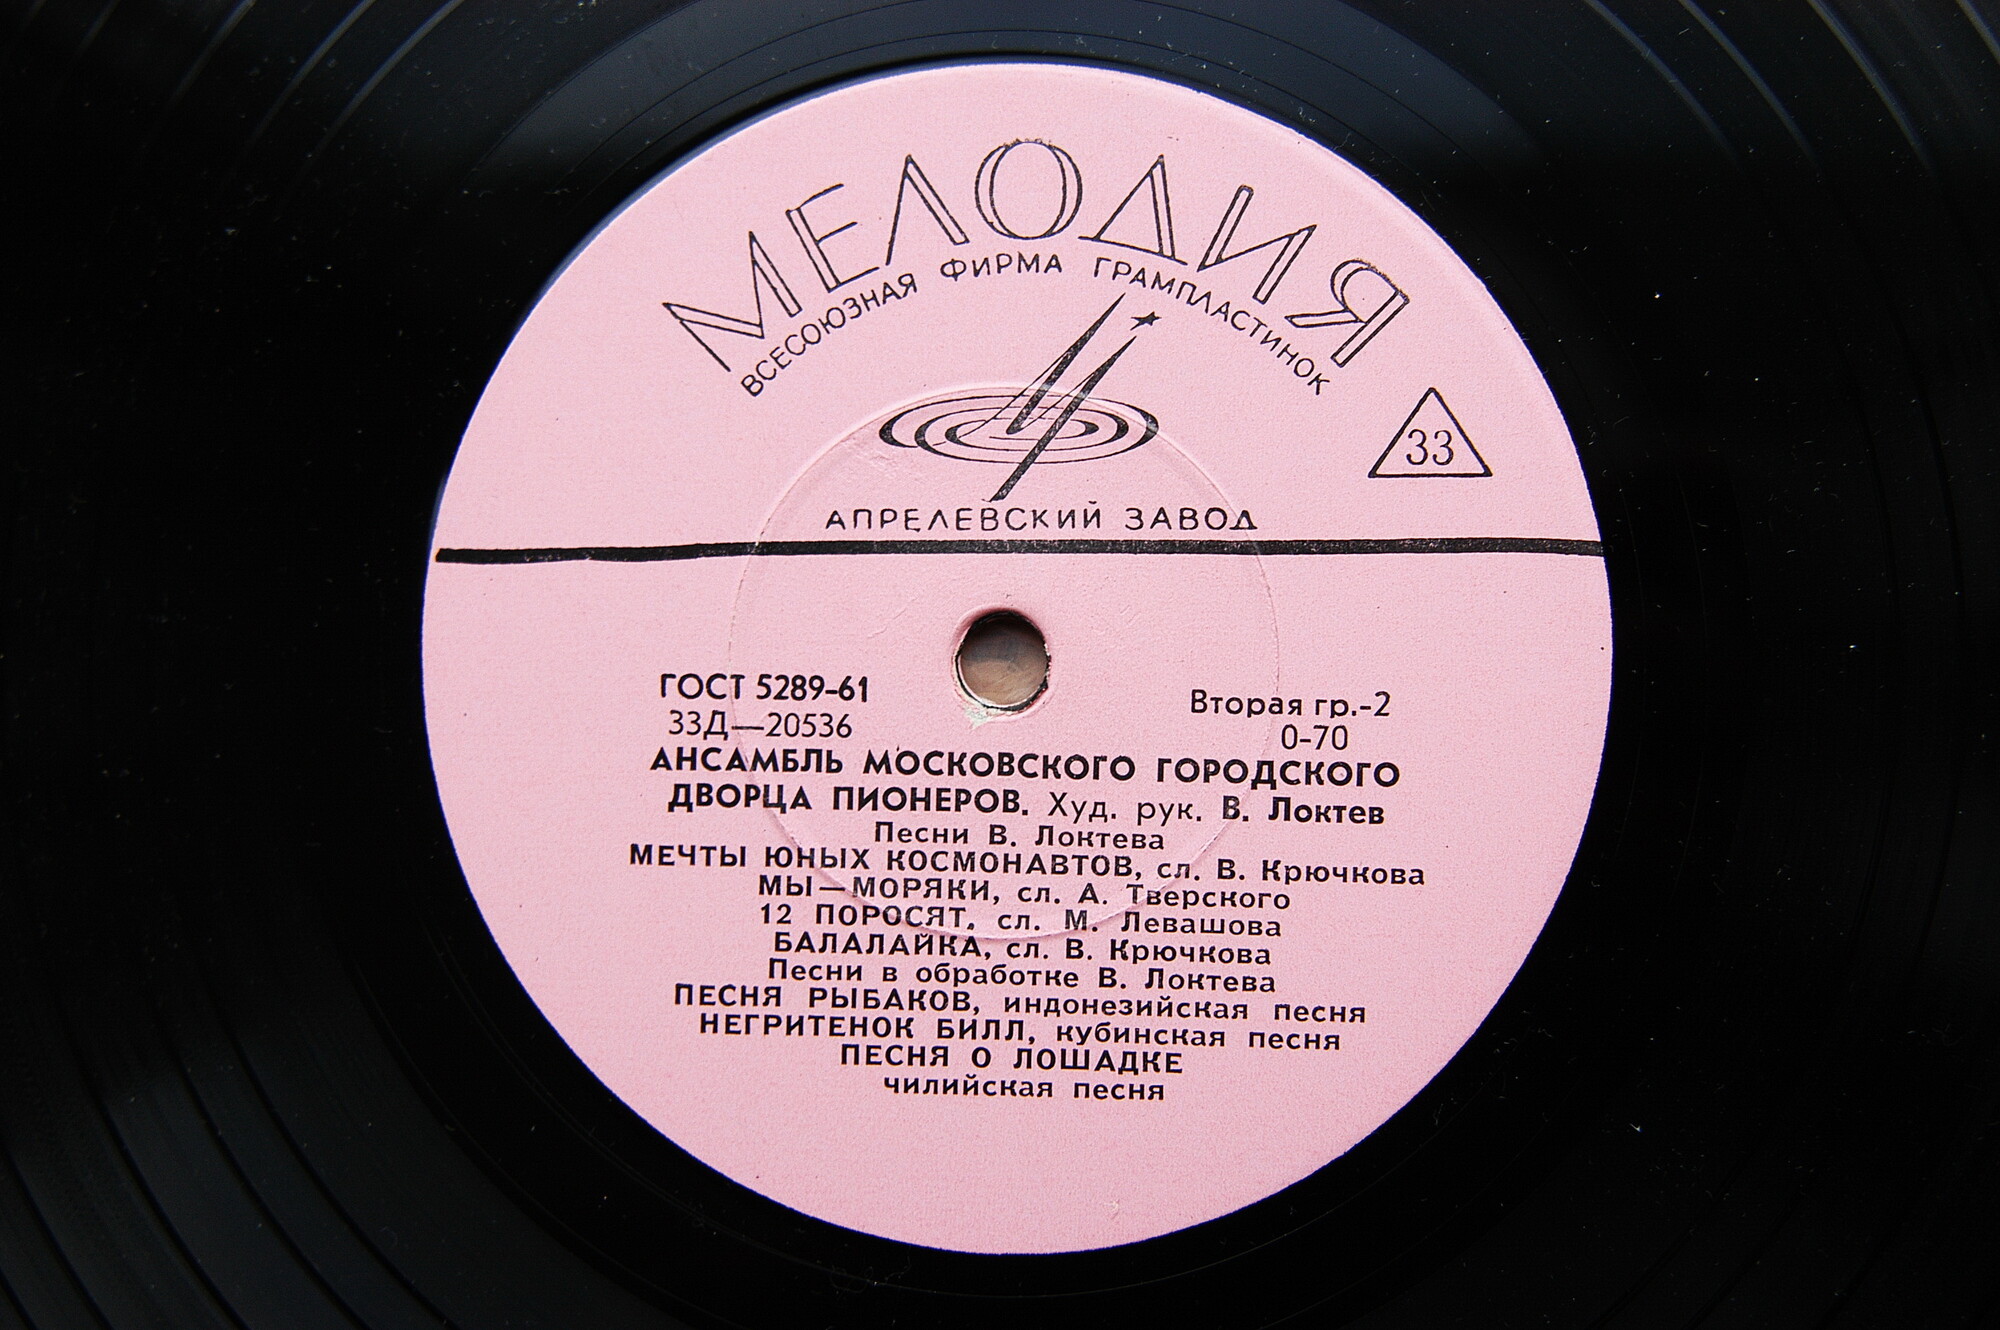 МЕЛОДИЯ
ВСЕСОЮЗНАЯ ФИРМА ГРАМПЛАСТИНОК
33
АПРЕЛЕВСКИЙ ЗАВОД
ГОСТ 5289-61
33Д—20536
Вторая гр.-2
0-70
АНСАМБЛЬ МОСКОВСКОГО ГОРОДСКОГО
ДВОРЦА ПИОНЕРОВ. Худ. рук. В. Локтев
Песни В. Локтева
МЕЧТЫ ЮНЫХ КОСМОНАВТОВ, сл. В. Крючкова
МЫ—МОРЯКИ, сл. А. Тверского
12 ПОРОСЯТ, сл. М. Левашова
БАЛАЛАЙКА, сл. В. Крючкова
Песни в обработке В. Локтева
ПЕСНЯ РЫБАКОВ, индонезийская песня
НЕГРИТЕНОК БИЛЛ, кубинская песня
ПЕСНЯ О ЛОШАДКЕ
чилийская песня